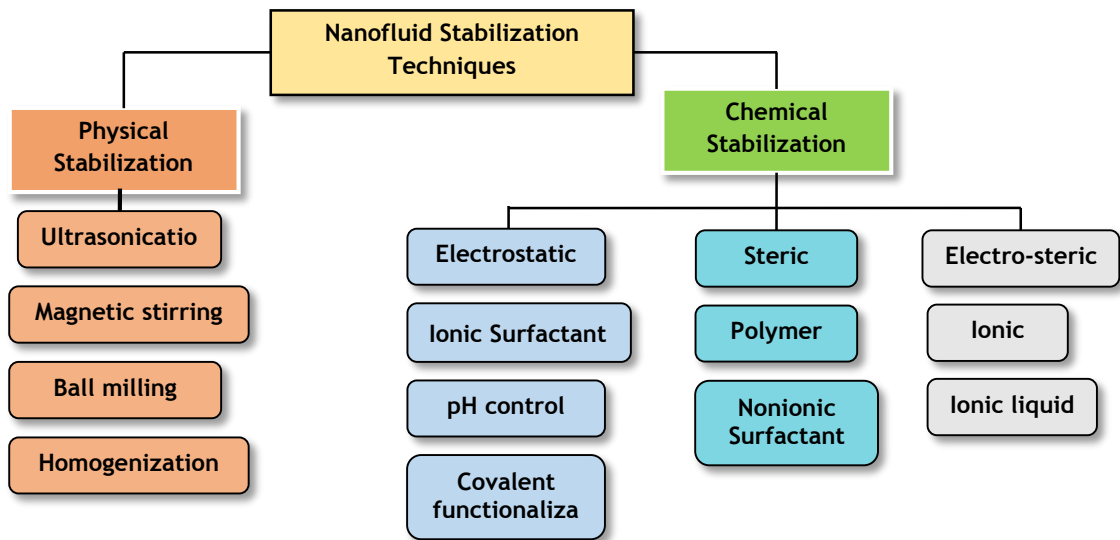 Nanofluid Stabilization
Techniques
Physical
Stabilization
Ultrasonicatio
Magnetic stirring
Ball milling
Homogenization
Chemical
Stabilization
Electrostatic
Ionic Surfactant
pH control
Covalent
functionaliza
Steric
Polymer
Nonionic
Surfactant
Electro-steric
Ionic
Ionic liquid